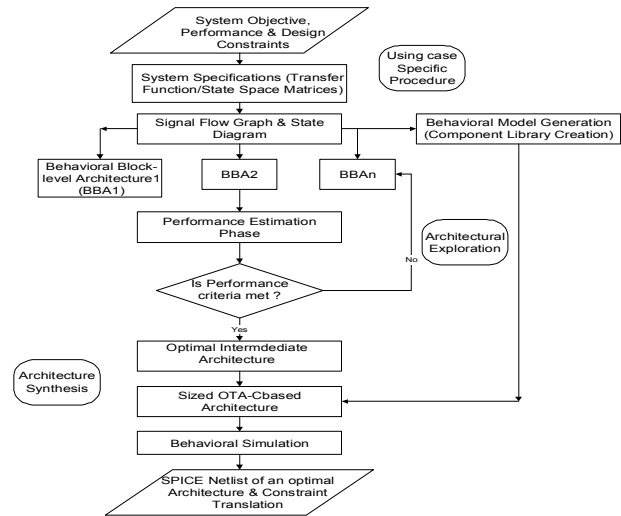 System Objective,
Performance & Design
Constraints
Using case
Specific
Procedure
System Specifications (Transfer
Function/State Space Matrices)
Signal Flow Graph & State
Diagram
Behavioral Model Generation
(Component Library Creation)
Behavioral Block-
level Architecture1
(BBA1)
BBA2
BBAn
Performance Estimation
Phase
Architectural
Exploration
No
Is Performance
criteria met ?
Yes
Optimal Intermdediate
Architecture
Architecture
Synthesis
Sized OTA-Cbased
Architecture
Behavioral Simulation
SPICE Netlist of an optimal
Architecture & Constraint
Translation